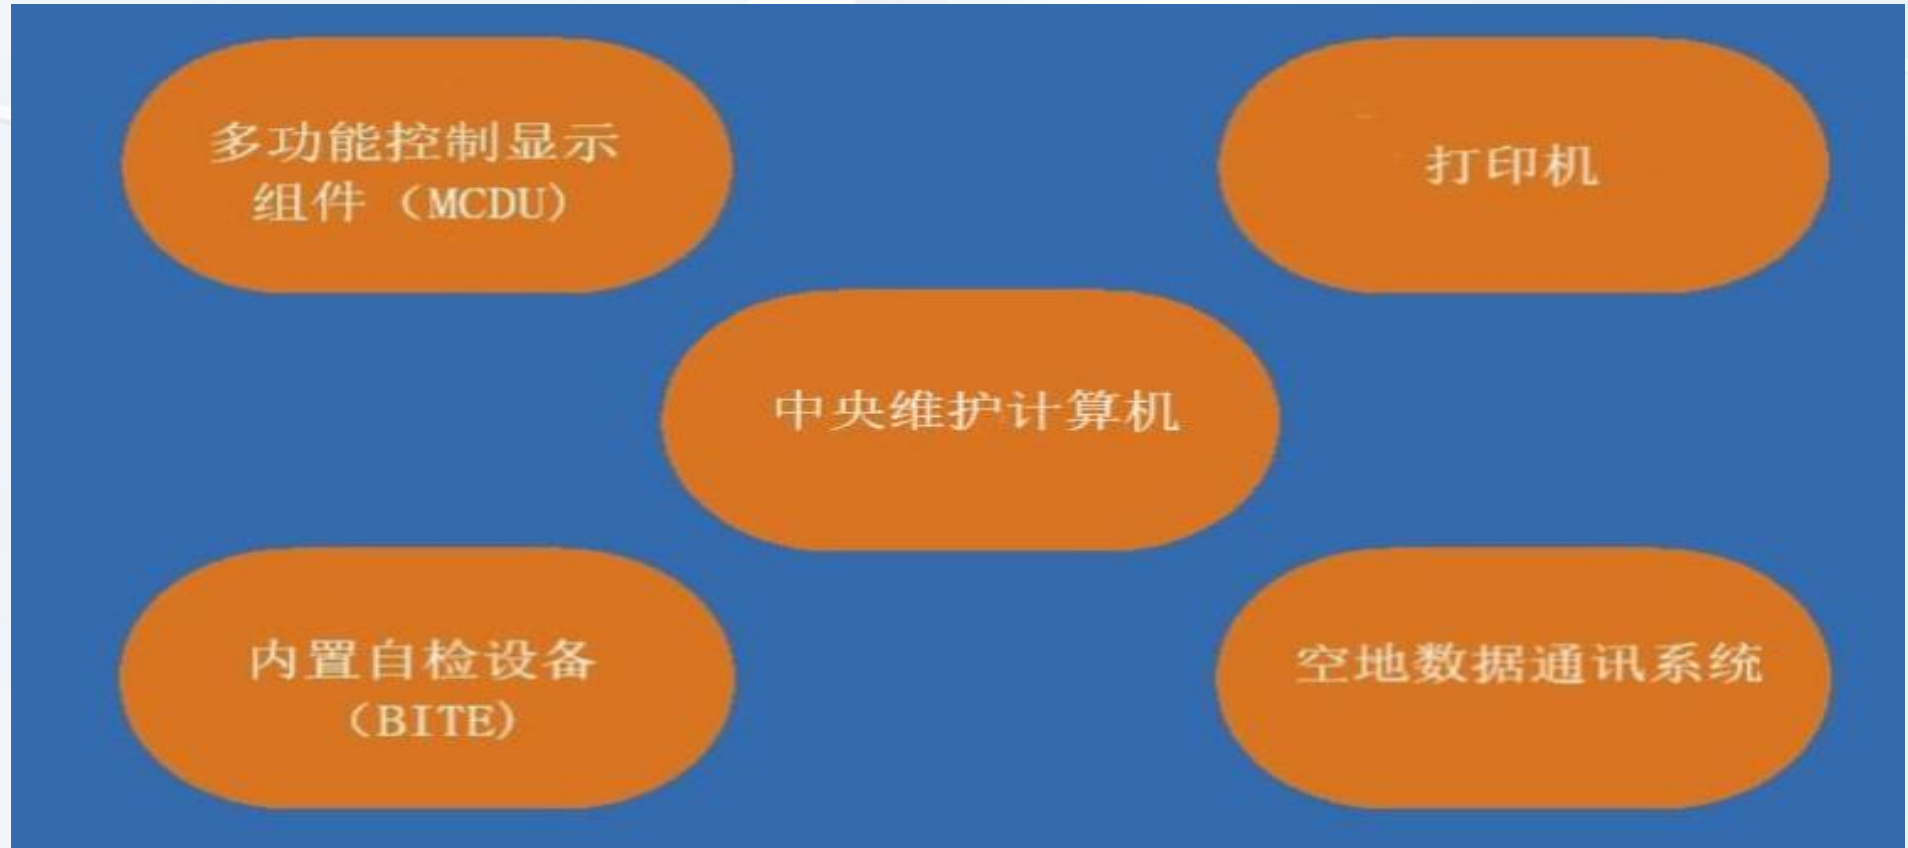 多功能控制显示
组件（MCDU）
打印机
中央维护计算机
内置自检设备
（BITE）
空地数据通讯系统